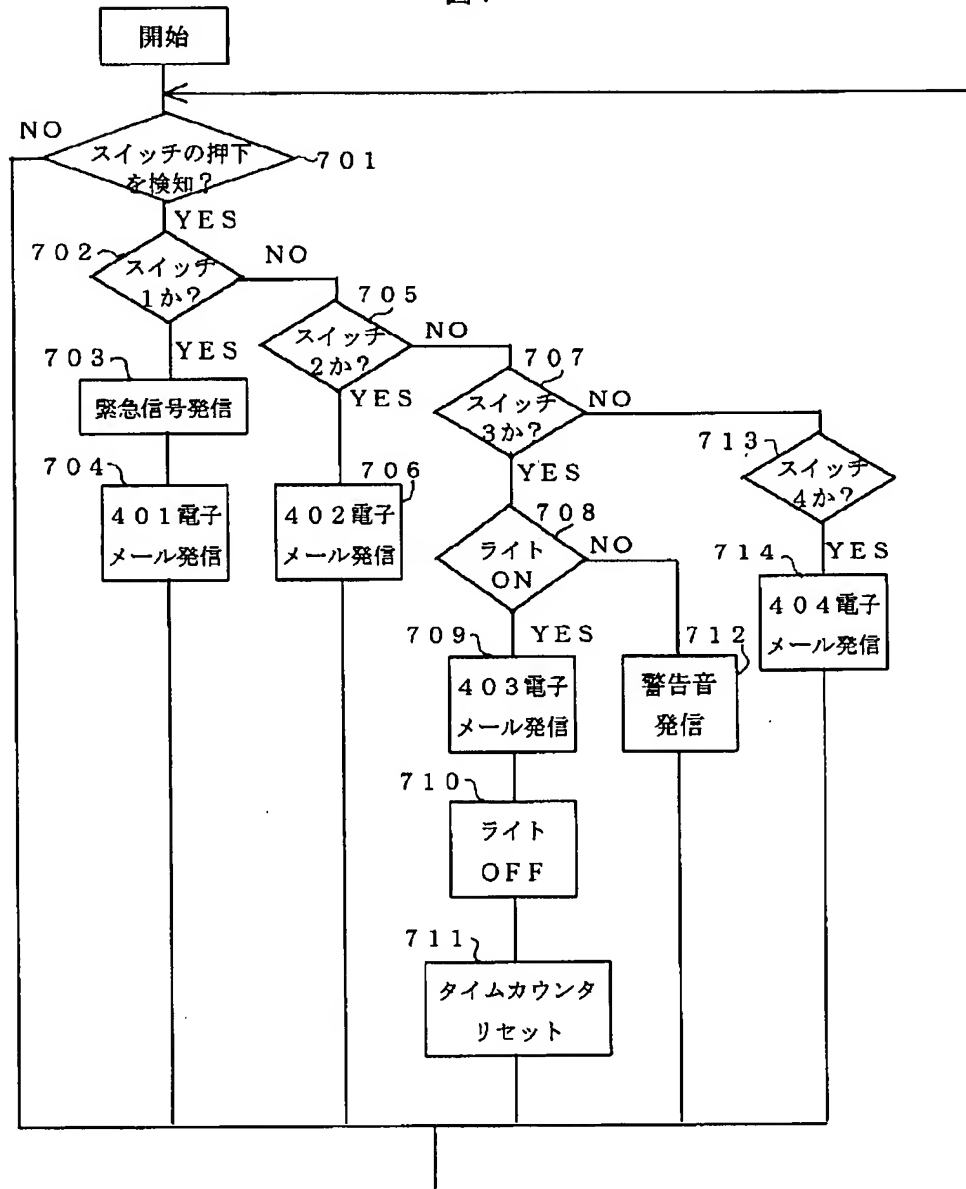 開始
NO
スイッチの押下
を検知?
701
YES
702
スイッチ
1か?
NO
705
スイッチ
2か?
NO
707
スイッチ
3か?
NO
713
スイッチ
4か?
YES
703
緊急信号発信
704
401電子
メール発信
YES
706
402電子
メール発信
YES
708
ライト
ON
NO
YES
714
404電子
メール発信
709
YES
403電子
メール発信
712
警告音
発信
710
ライト
OFF
711
タイムカウンタ
リセット